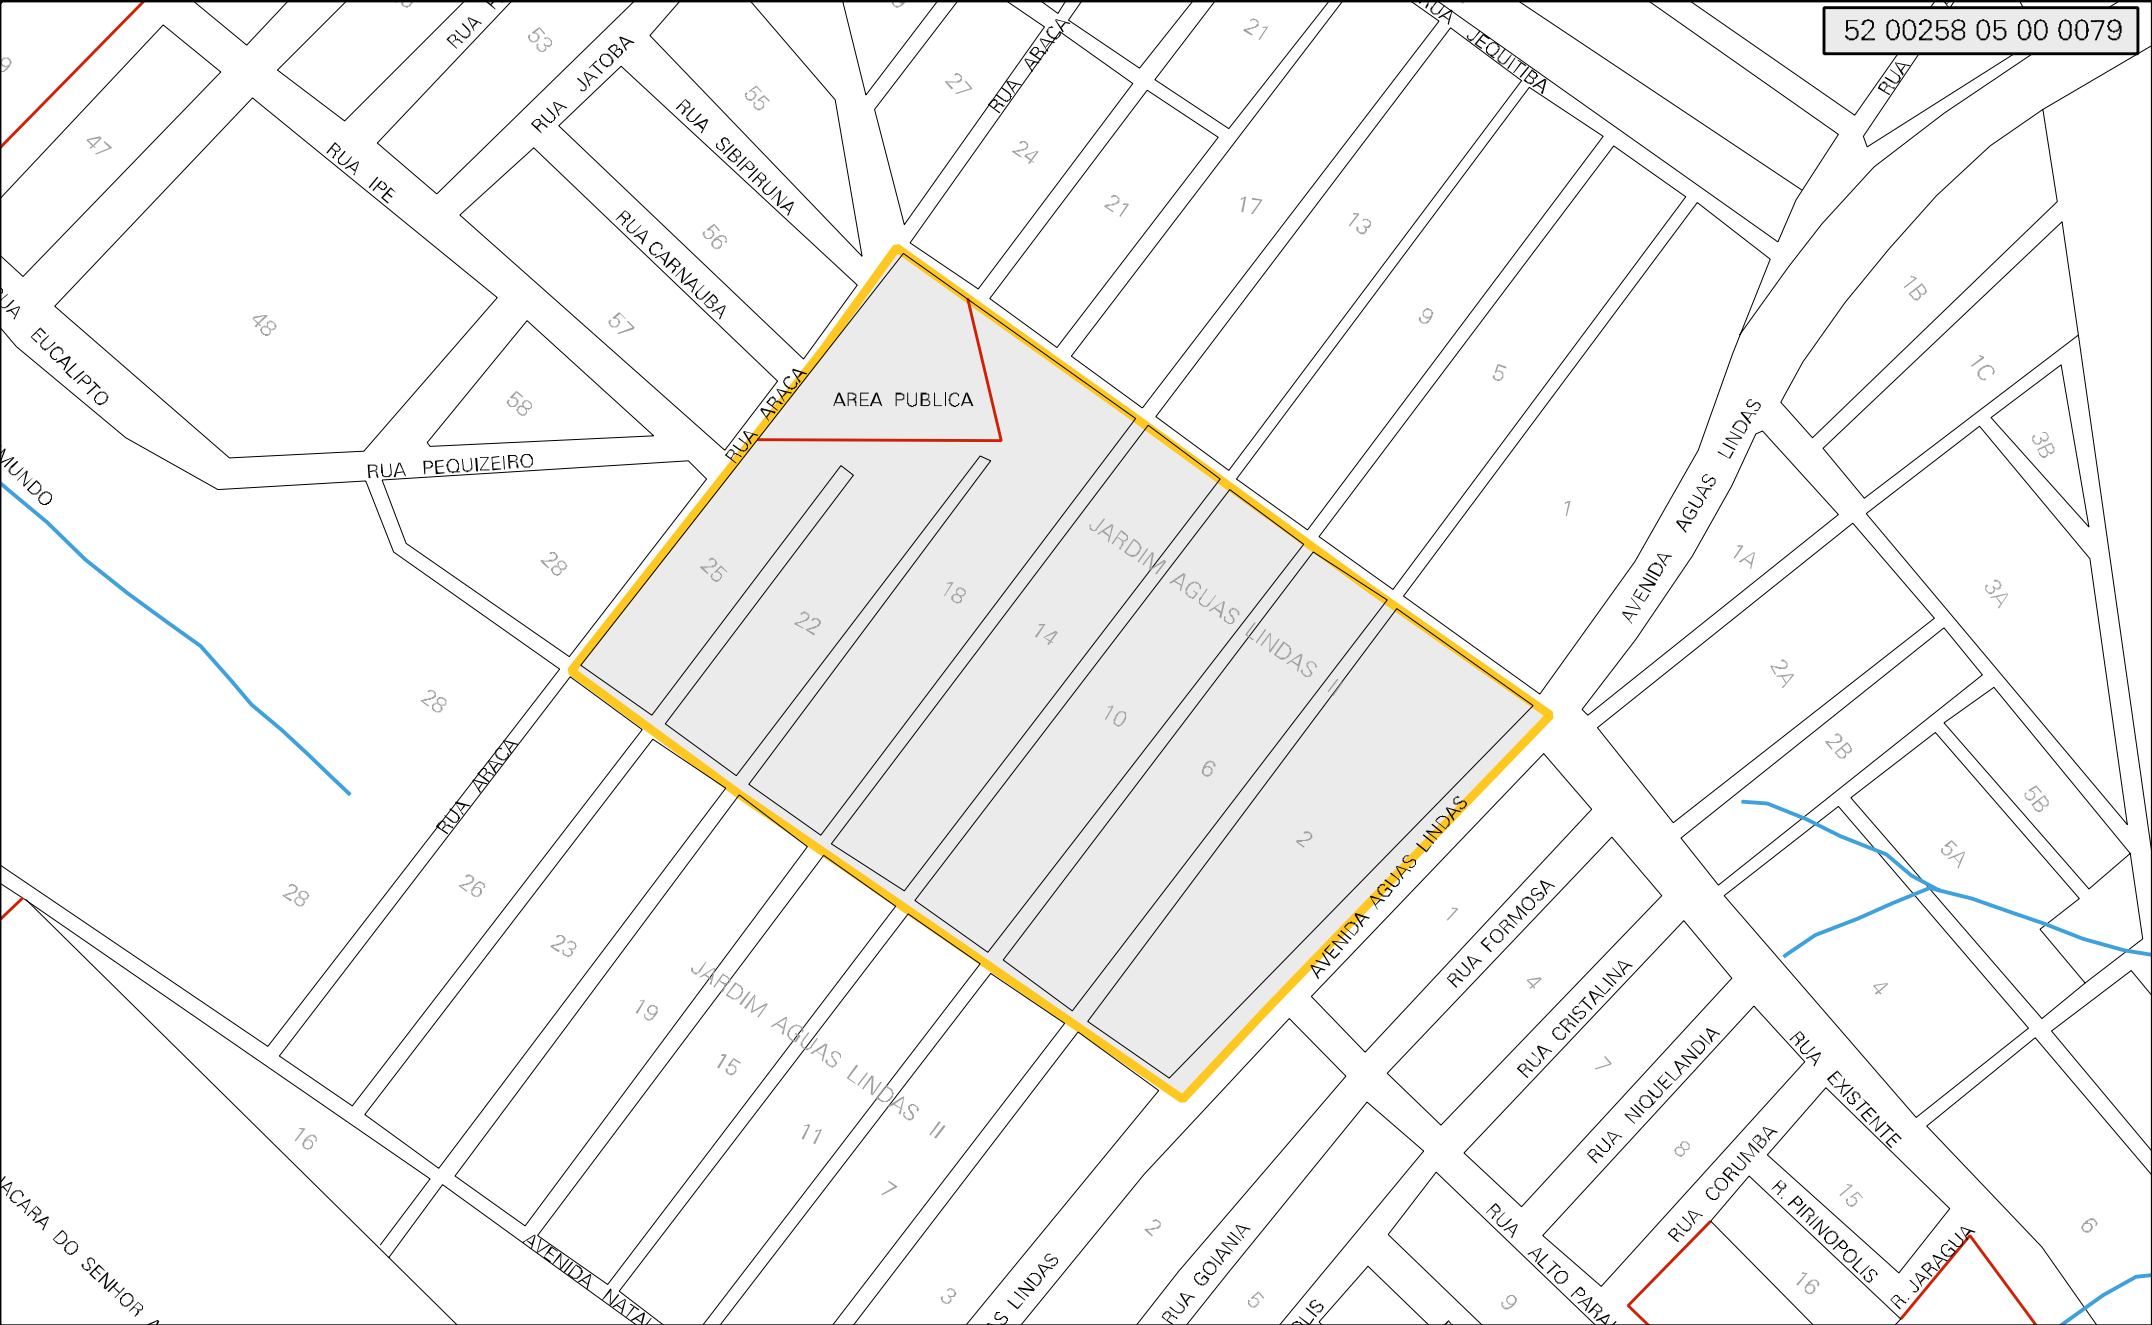 52 00258 05 00 0079
53
RUA JATOBA
55
RUA SIBIPIRUNA
27
RUA ARACA
21
RUA JEQUITIBA
RUA
47
RUA IPE
56
RUA CARNAUBA
24
21
17
13
9
5
1
1B
1C
3B
48
57
58
EUCALIPTO
RUA PEQUIZEIRO
RUA ARACA
AREA PUBLICA
AVENIDA AGUAS LINDAS
1A
3A
28
25
22
18
14
10
6
2
JARDIM AGUAS LINDAS II
2A
2B
5B
5A
4
28
RUA ARACA
28
26
23
19
15
11
7
3
JARDIM AGUAS LINDAS II
AVENIDA AGUAS LINDAS
1
RUA FORMOSA
4
RUA CRISTALINA
7
RUA NIQUELANDIA
8
RUA CORUMBA
RUA EXISTENTE
15
R. PIRINOPOLIS
R. JARAGUA
16
6
16
DO SENHOR
AVENIDA
2
LINDAS
RUA GOIANIA
5
RUA ALTO
9